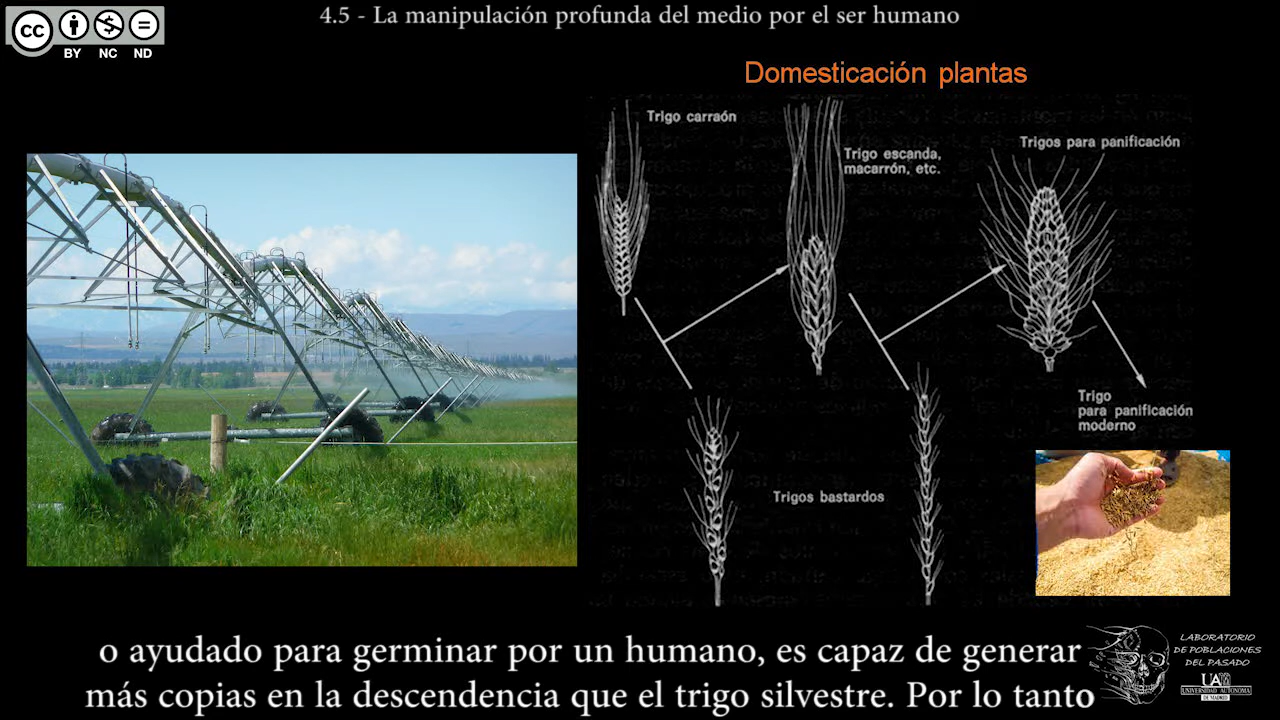 4.5 - La manipulación profunda del medio por el ser humano
cc
BY NC ND
Domesticación plantas
Trigo carraón
Trigo escanda,
macarrón, etc.
Trigos para panificación
Trigo
para panificación
moderno
Trigos bastardos
o ayudado para germinar por un humano, es capaz de generar
más copias en la descendencia que el trigo silvestre. Por lo tanto
LABORATORIO
DE POBLACIONES
DEL PASADO
UAM
UNIVERSIDAD AUTONOMA
DE MADRID